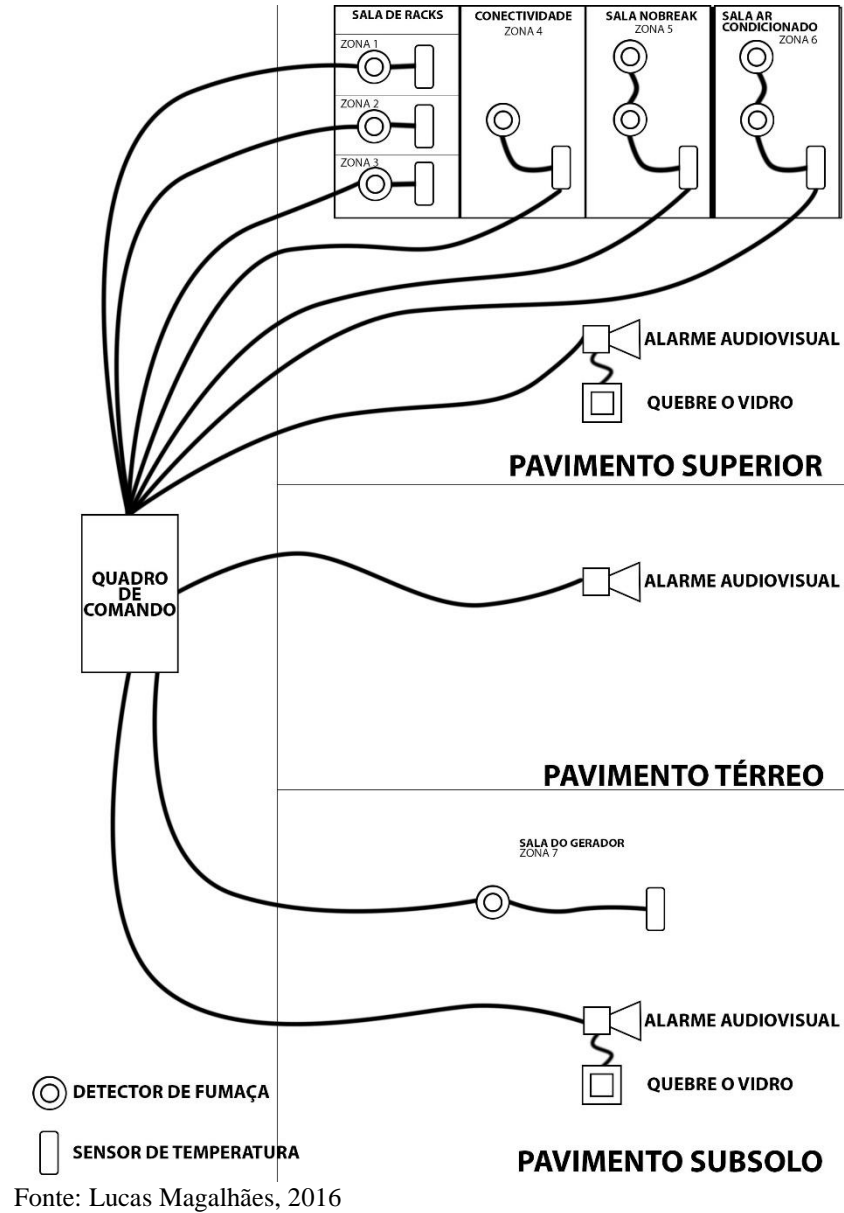 SALA DE RACKS
ZONA 1
ZONA 2
ZONA 3
CONECTIVIDADE
ZONA 4
SALA NOBREAK
ZONA 5
SALA AR
CONDICIONADO
ZONA 6
ALARME AUDIOVISUAL
QUEBRE O VIDRO
PAVIMENTO SUPERIOR
QUADRO
DE
COMANDO
ALARME AUDIOVISUAL
PAVIMENTO TÉRREO
SALA DO GERADOR
ZONA 7
ALARME AUDIOVISUAL
QUEBRE O VIDRO
DETECTOR DE FUMAÇA
SENSOR DE TEMPERATURA
PAVIMENTO SUBSOLO
Fonte: Lucas Magalhães, 2016